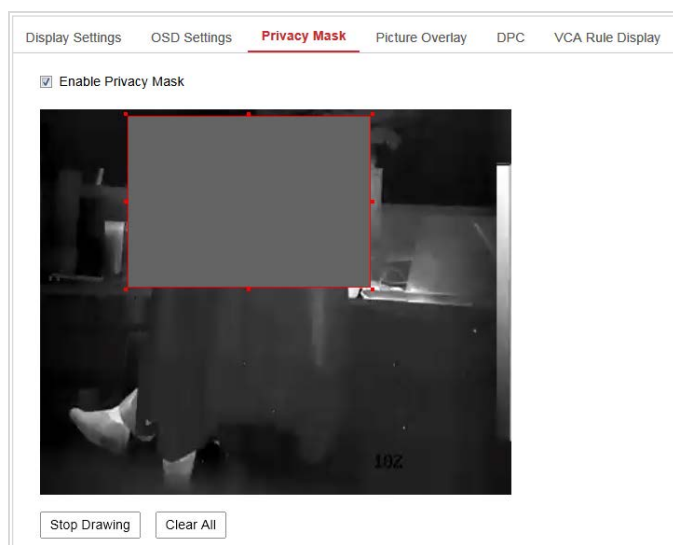 Display Settings OSD Settings Privacy Mask Picture Overlay DPC VCA Rule Display
Enable Privacy Mask
102
Stop Drawing Clear All